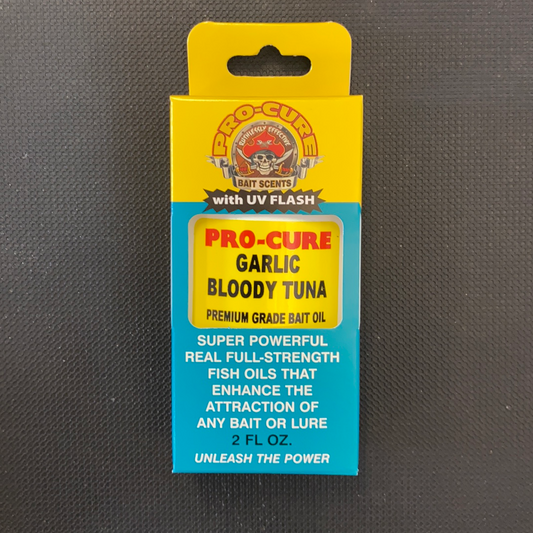 PRO-CURE
RUTHLESSLY EFFECTIVE
BAIT SCENTS
with UV FLASH
PRO-CURE
GARLIC
BLOODY TUNA
PREMIUM GRADE BAIT OIL
SUPER POWERFUL
REAL FULL-STRENGTH
FISH OILS THAT
ENHANCE THE
ATTRACTION OF
ANY BAIT OR LURE
2 FL OZ.
UNLEASH THE POWER